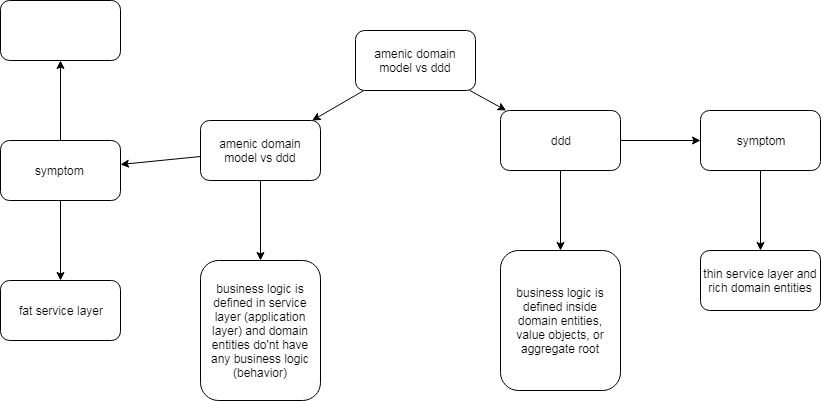 amenic domain
model vs ddd
amenic domain
model vs ddd
ddd
symptom
symptom
fat service layer
business logic is
defined in service
layer (application
layer) and domain
entities do'nt have
any business logic
(behavior)
business logic is
defined inside
domain entities,
value objects, or
aggregate root
thin service layer and
rich domain entities